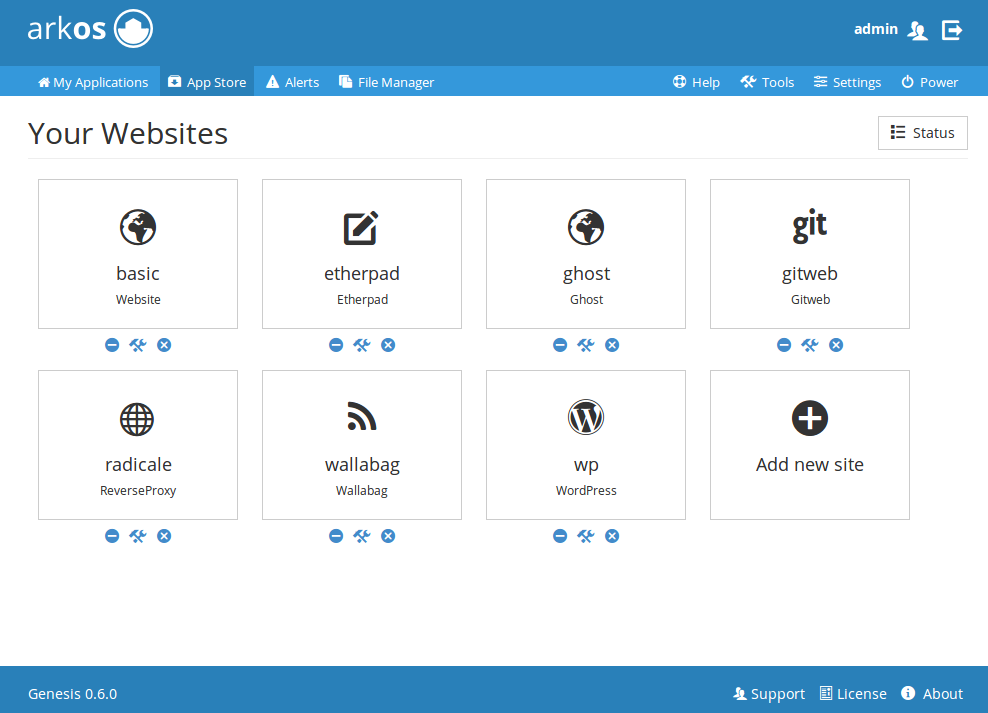 arkos
admin
My Applications App Store Alerts File Manager Help Tools Settings Power
Your Websites
Status
git
basic etherpad ghost gitweb
Website Etherpad Ghost Gitweb
radicale wallabag wp Add new site
ReverseProxy Wallabag WordPress
Genesis 0.6.0 Support License About